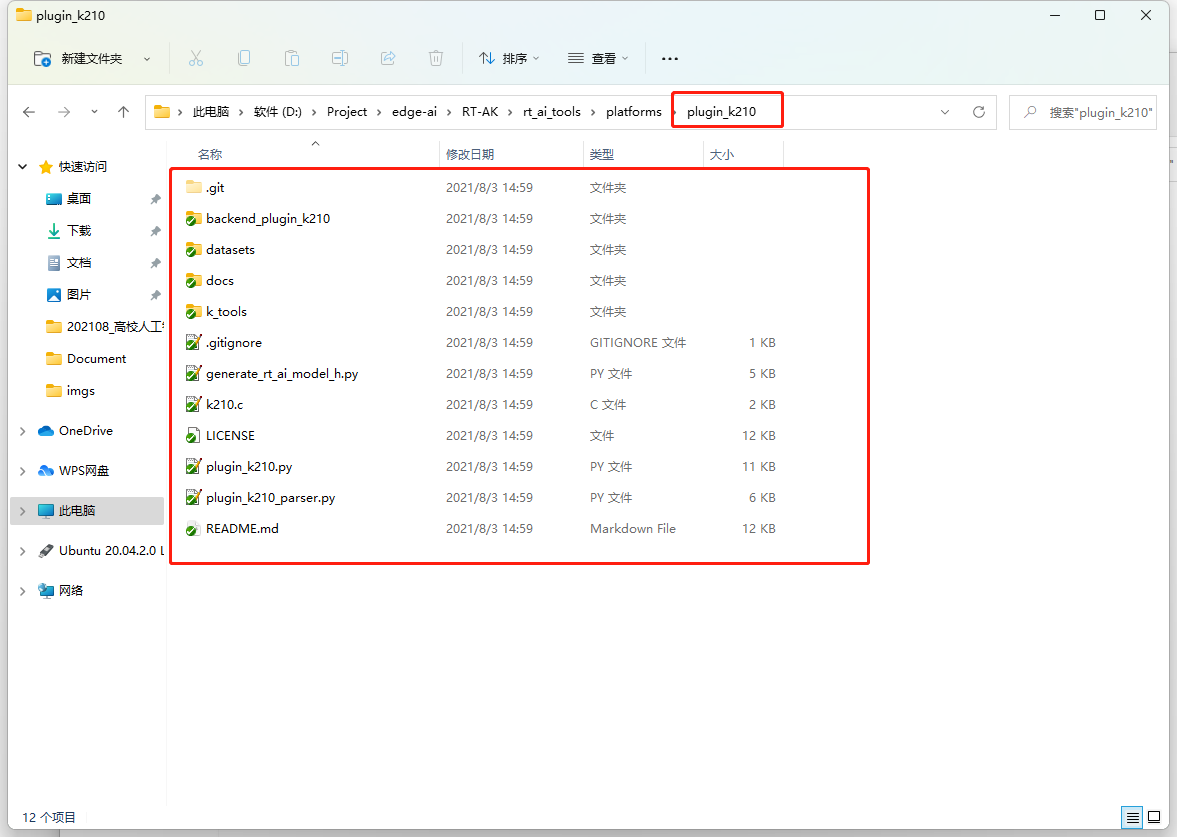 plugin_k210
新建文件夹
排序
查看
此电脑 > 软件 (D:) > Project > edge-ai > RT-AK > rt_ai_tools > platforms > plugin_k210
搜索"plugin_k210"
名称 修改日期 类型 大小
快速访问
桌面
下载
文档
图片
202108_高校人工
Document
imgs
OneDrive
WPS网盘
此电脑
Ubuntu 20.04.2.0 L
网络
.git 2021/8/3 14:59 文件夹
backend_plugin_k210 2021/8/3 14:59 文件夹
datasets 2021/8/3 14:59 文件夹
docs 2021/8/3 14:59 文件夹
k_tools 2021/8/3 14:59 文件夹
.gitignore 2021/8/3 14:59 GITIGNORE 文件 1 KB
generate_rt_ai_model_h.py 2021/8/3 14:59 PY 文件 5 KB
k210.c 2021/8/3 14:59 C 文件 2 KB
LICENSE 2021/8/3 14:59 文件 12 KB
plugin_k210.py 2021/8/3 14:59 PY 文件 11 KB
plugin_k210_parser.py 2021/8/3 14:59 PY 文件 6 KB
README.md 2021/8/3 14:59 Markdown File 12 KB
12 个项目